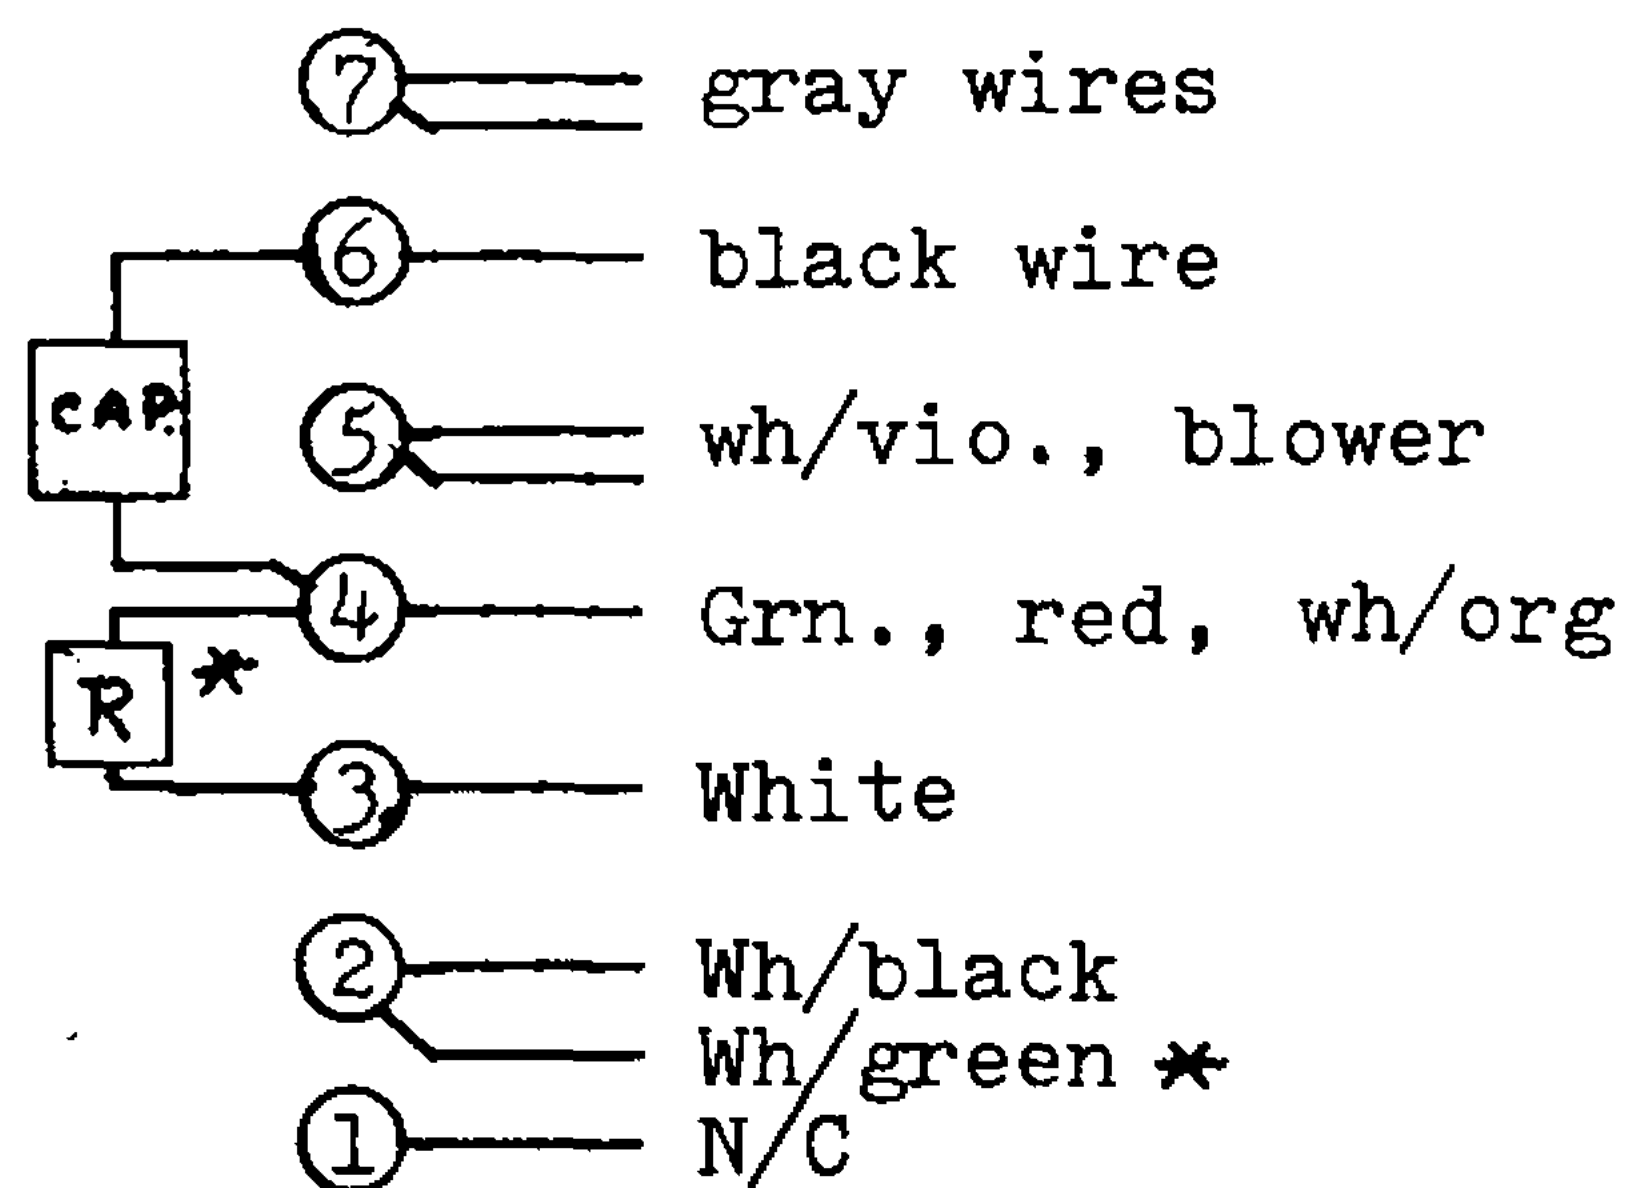 7 gray wires
6 black wire
CAP.
5 wh/vio., blower
4 Grn., red, wh/org
R *
3 White
2 Wh/black
Wh/green *
1 N/C